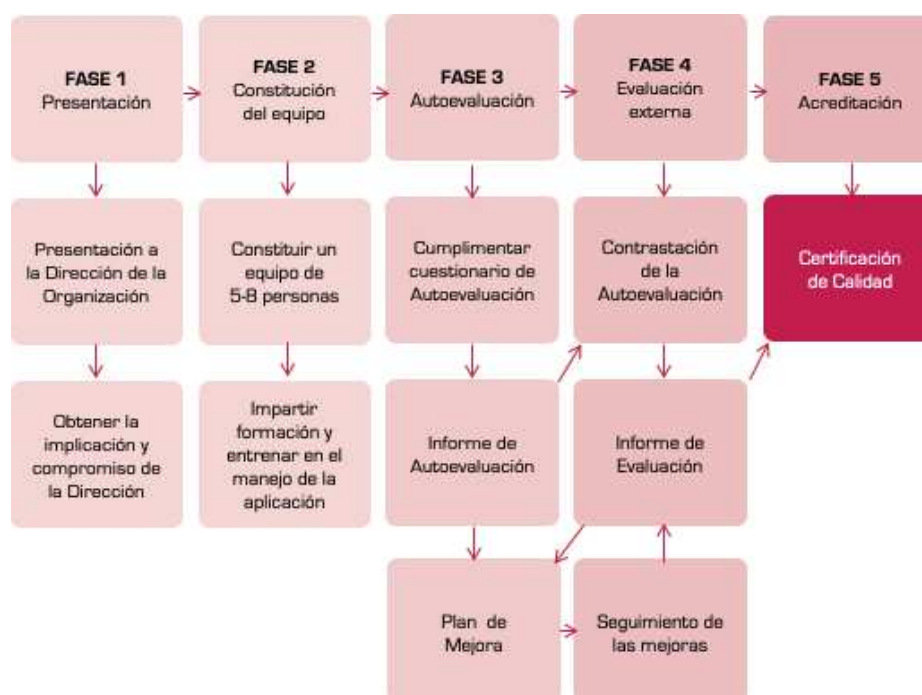 FASE 1
Presentación
FASE 2
Constitución
del equipo
FASE 3
Autoevaluación
FASE 4
Evaluación
externa
FASE 5
Acreditación
Presentación a
la Dirección de la
Organización
Constituir un
equipo de
5-8 personas
Cumplimentar
cuestionario de
Autoevaluación
Contrastación
de la
Autoevaluación
Certificación
de Calidad
Obtener la
implicación y
compromiso de
la Dirección
Impartir
formación y
entrenar en el
manejo de la
aplicación
Informe de
Autoevaluación
Informe de
Evaluación
Plan de
Mejora
Seguimiento de
las mejoras